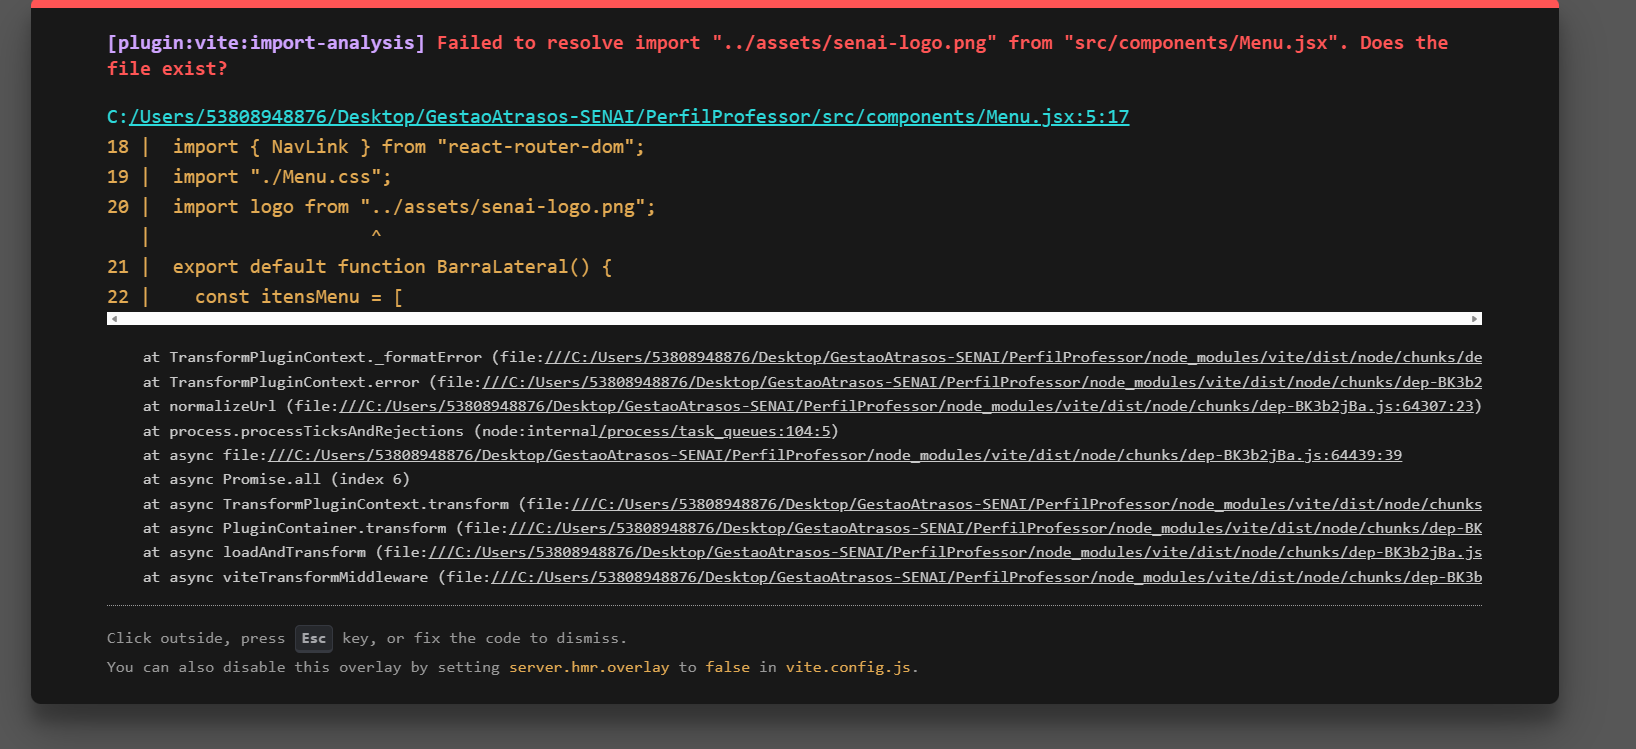 [plugin:vite:import-analysis] Failed to resolve import "../assets/senai-logo.png" from "src/components/Menu.jsx". Does the
file exist?
C:/Users/53808948876/Desktop/GestaoAtrasos-SENAI/PerfilProfessor/src/components/Menu.jsx:5:17
18 |  import { NavLink } from "react-router-dom";
19 |  import "./Menu.css";
20 |  import logo from "../assets/senai-logo.png";
   |                    ^
21 |  export default function BarraLateral() {
22 |    const itensMenu = [
    at TransformPluginContext._formatError (file:///C:/Users/53808948876/Desktop/GestaoAtrasos-SENAI/PerfilProfessor/node_modules/vite/dist/node/chunks/de
    at TransformPluginContext.error (file:///C:/Users/53808948876/Desktop/GestaoAtrasos-SENAI/PerfilProfessor/node_modules/vite/dist/node/chunks/dep-BK3b2
    at normalizeUrl (file:///C:/Users/53808948876/Desktop/GestaoAtrasos-SENAI/PerfilProfessor/node_modules/vite/dist/node/chunks/dep-BK3b2jBa.js:64307:23)
    at process.processTicksAndRejections (node:internal/process/task_queues:104:5)
    at async file:///C:/Users/53808948876/Desktop/GestaoAtrasos-SENAI/PerfilProfessor/node_modules/vite/dist/node/chunks/dep-BK3b2jBa.js:64439:39
    at async Promise.all (index 6)
    at async TransformPluginContext.transform (file:///C:/Users/53808948876/Desktop/GestaoAtrasos-SENAI/PerfilProfessor/node_modules/vite/dist/node/chunks
    at async PluginContainer.transform (file:///C:/Users/53808948876/Desktop/GestaoAtrasos-SENAI/PerfilProfessor/node_modules/vite/dist/node/chunks/dep-BK
    at async loadAndTransform (file:///C:/Users/53808948876/Desktop/GestaoAtrasos-SENAI/PerfilProfessor/node_modules/vite/dist/node/chunks/dep-BK3b2jBa.js
    at async viteTransformMiddleware (file:///C:/Users/53808948876/Desktop/GestaoAtrasos-SENAI/PerfilProfessor/node_modules/vite/dist/node/chunks/dep-BK3b
Click outside, press Esc key, or fix the code to dismiss.
You can also disable this overlay by setting server.hmr.overlay to false in vite.config.js.